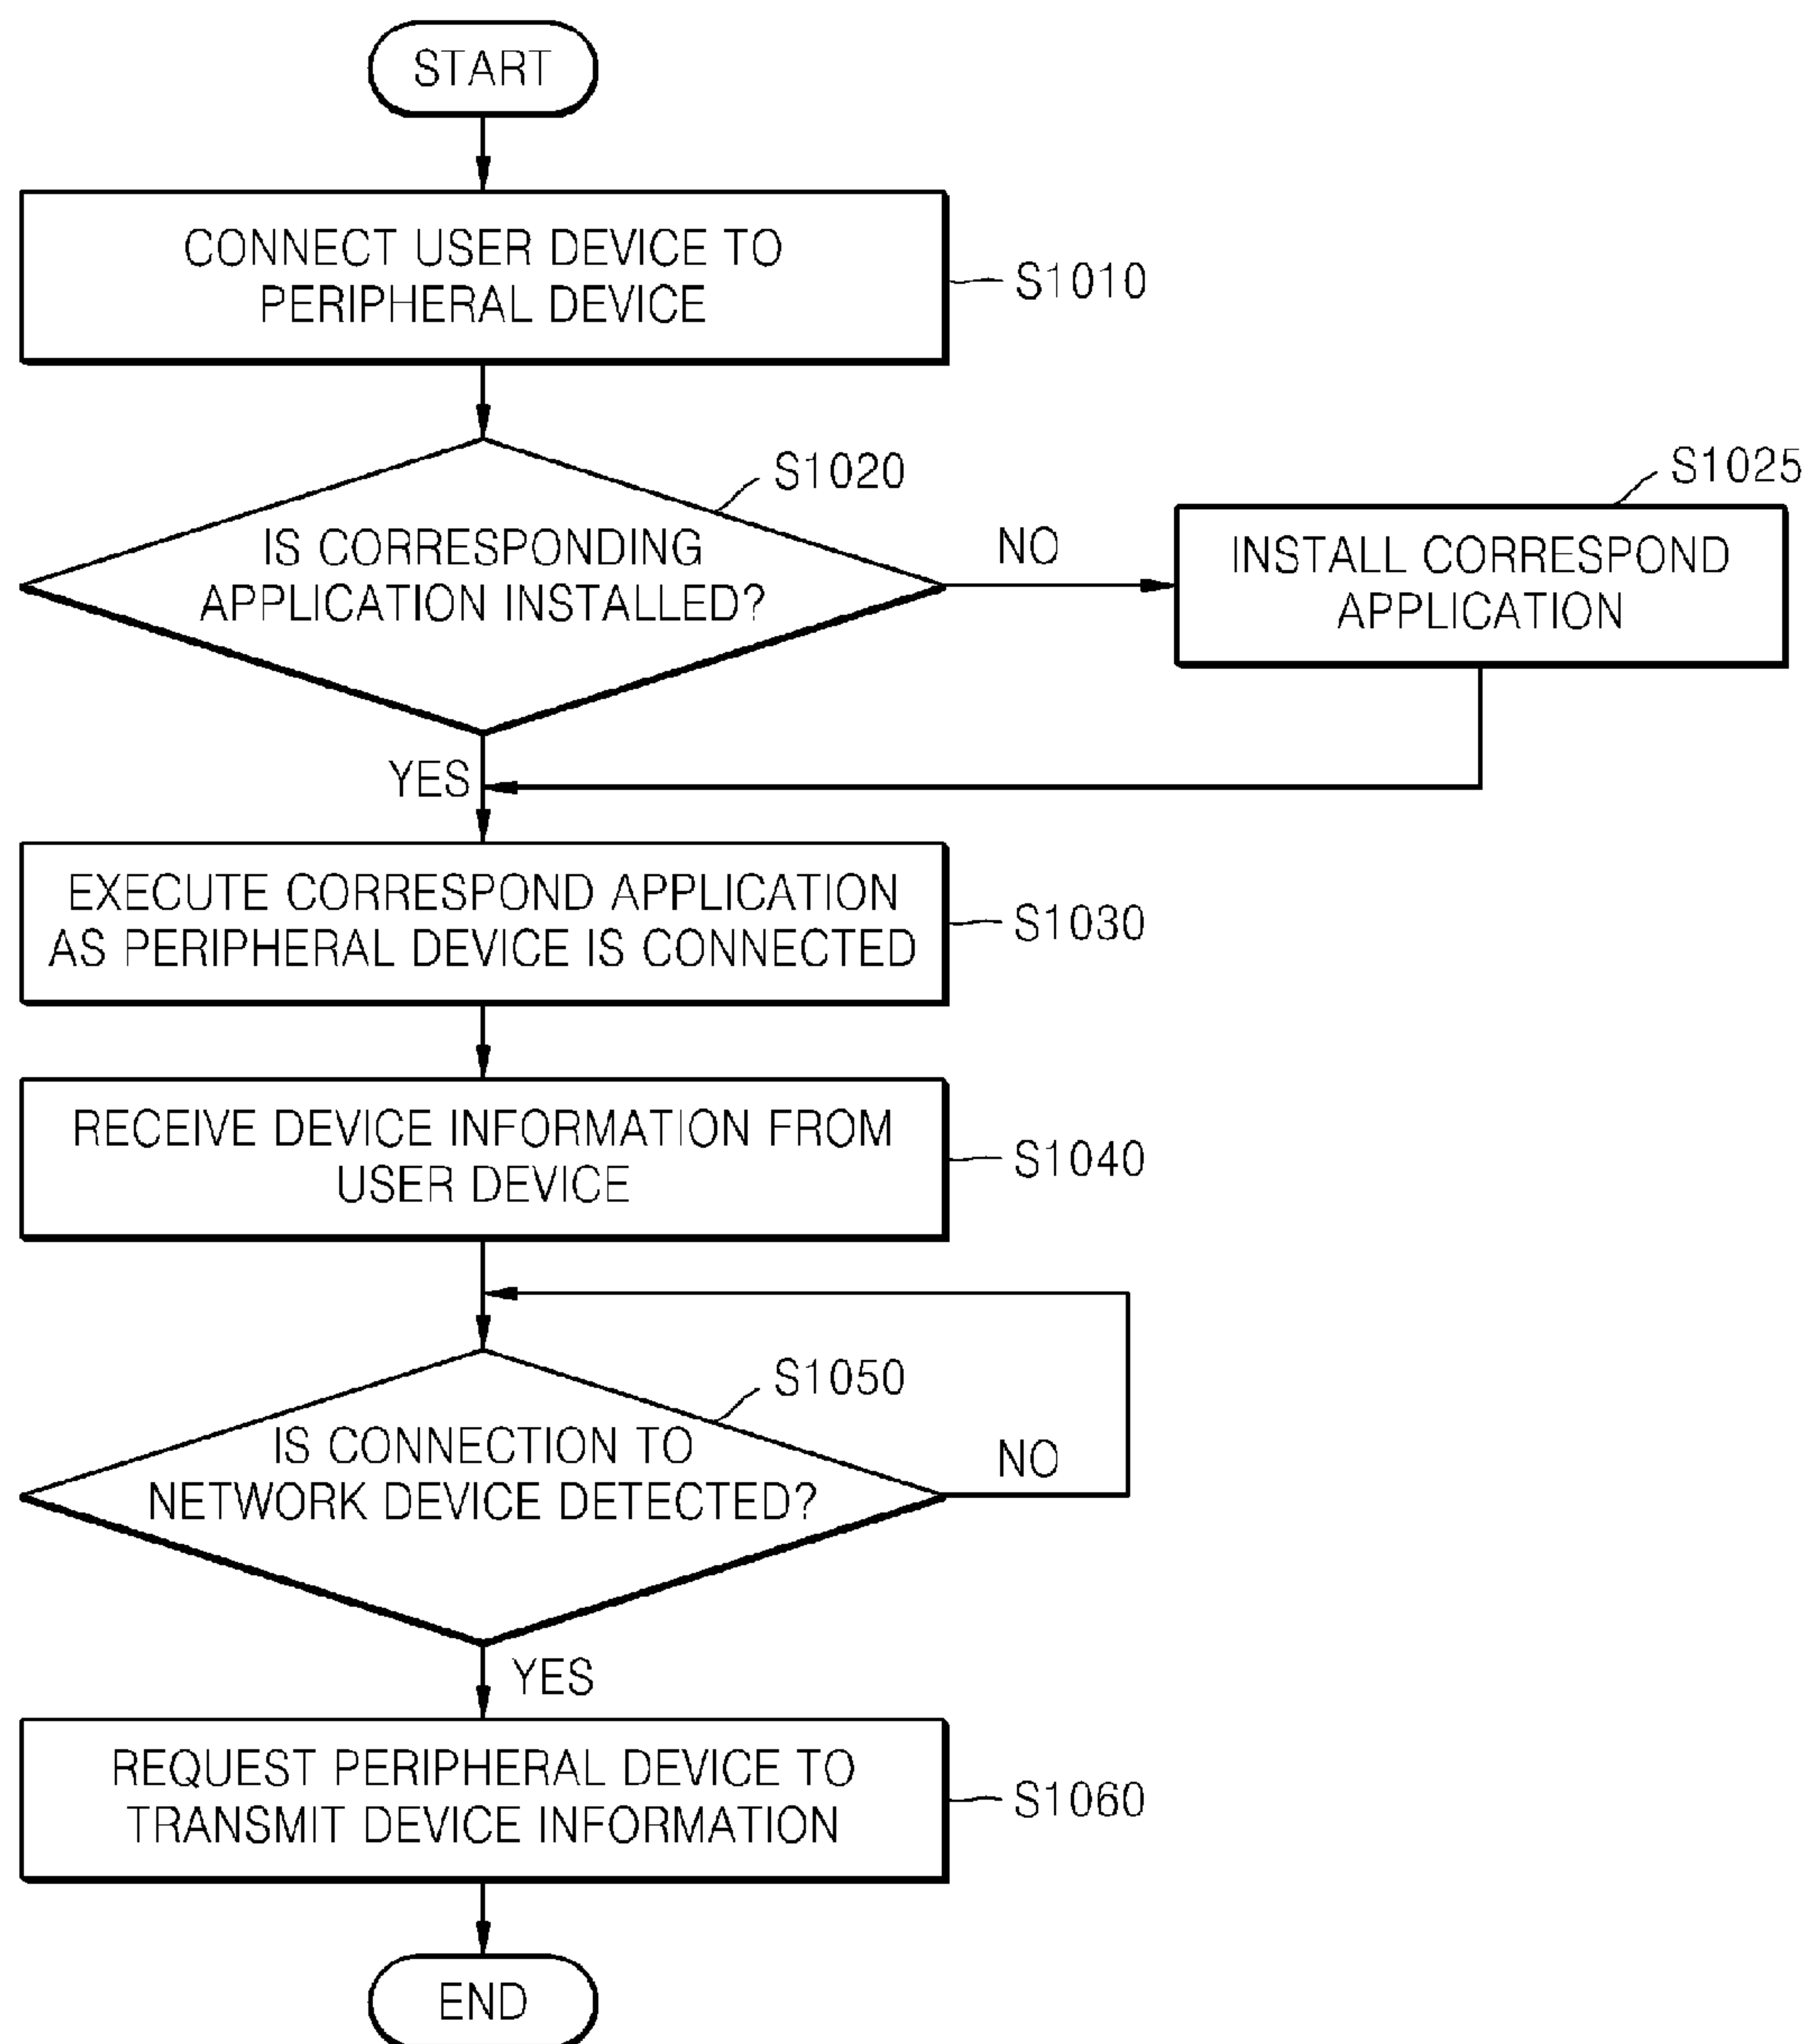 START
CONNECT USER DEVICE TO
PERIPHERAL DEVICE
S1010
S1020
IS CORRESPONDING
APPLICATION INSTALLED?
NO
S1025
INSTALL CORRESPOND
APPLICATION
YES
EXECUTE CORRESPOND APPLICATION
AS PERIPHERAL DEVICE IS CONNECTED
S1030
RECEIVE DEVICE INFORMATION FROM
USER DEVICE
S1040
S1050
IS CONNECTION TO
NETWORK DEVICE DETECTED?
NO
YES
REQUEST PERIPHERAL DEVICE TO
TRANSMIT DEVICE INFORMATION
S1060
END